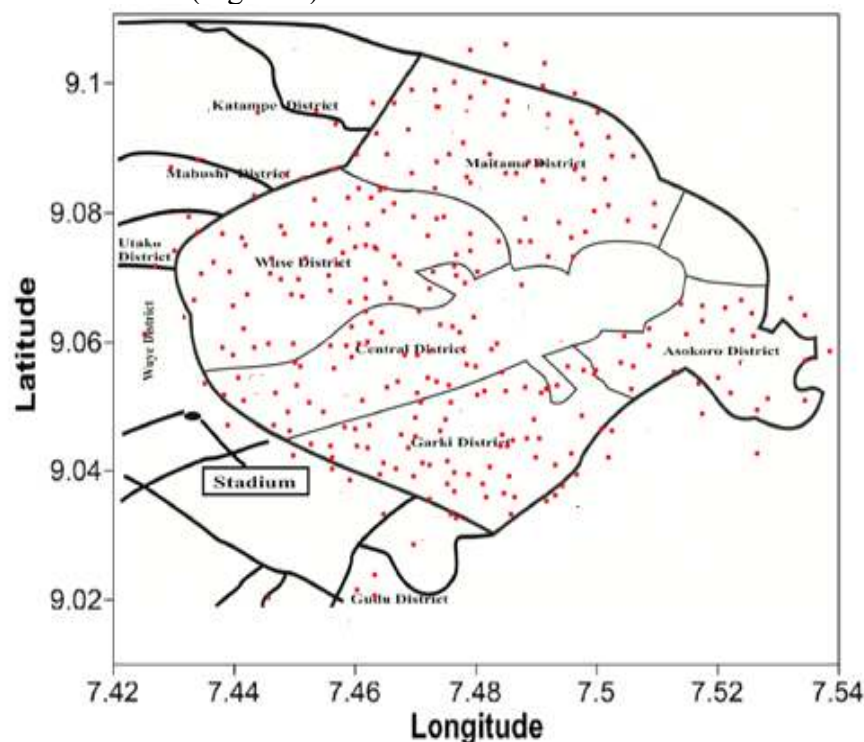 9.1
Katampe District
Maitama District
Mabushi District
9.08
Utaku
District
Wuse District
Latitude
Wuye District
9.06
Central District
Asokoro District
Garki District
9.04
Stadium
9.02
Gudu District
7.42 7.44 7.46 7.48 7.5 7.52 7.54
Longitude